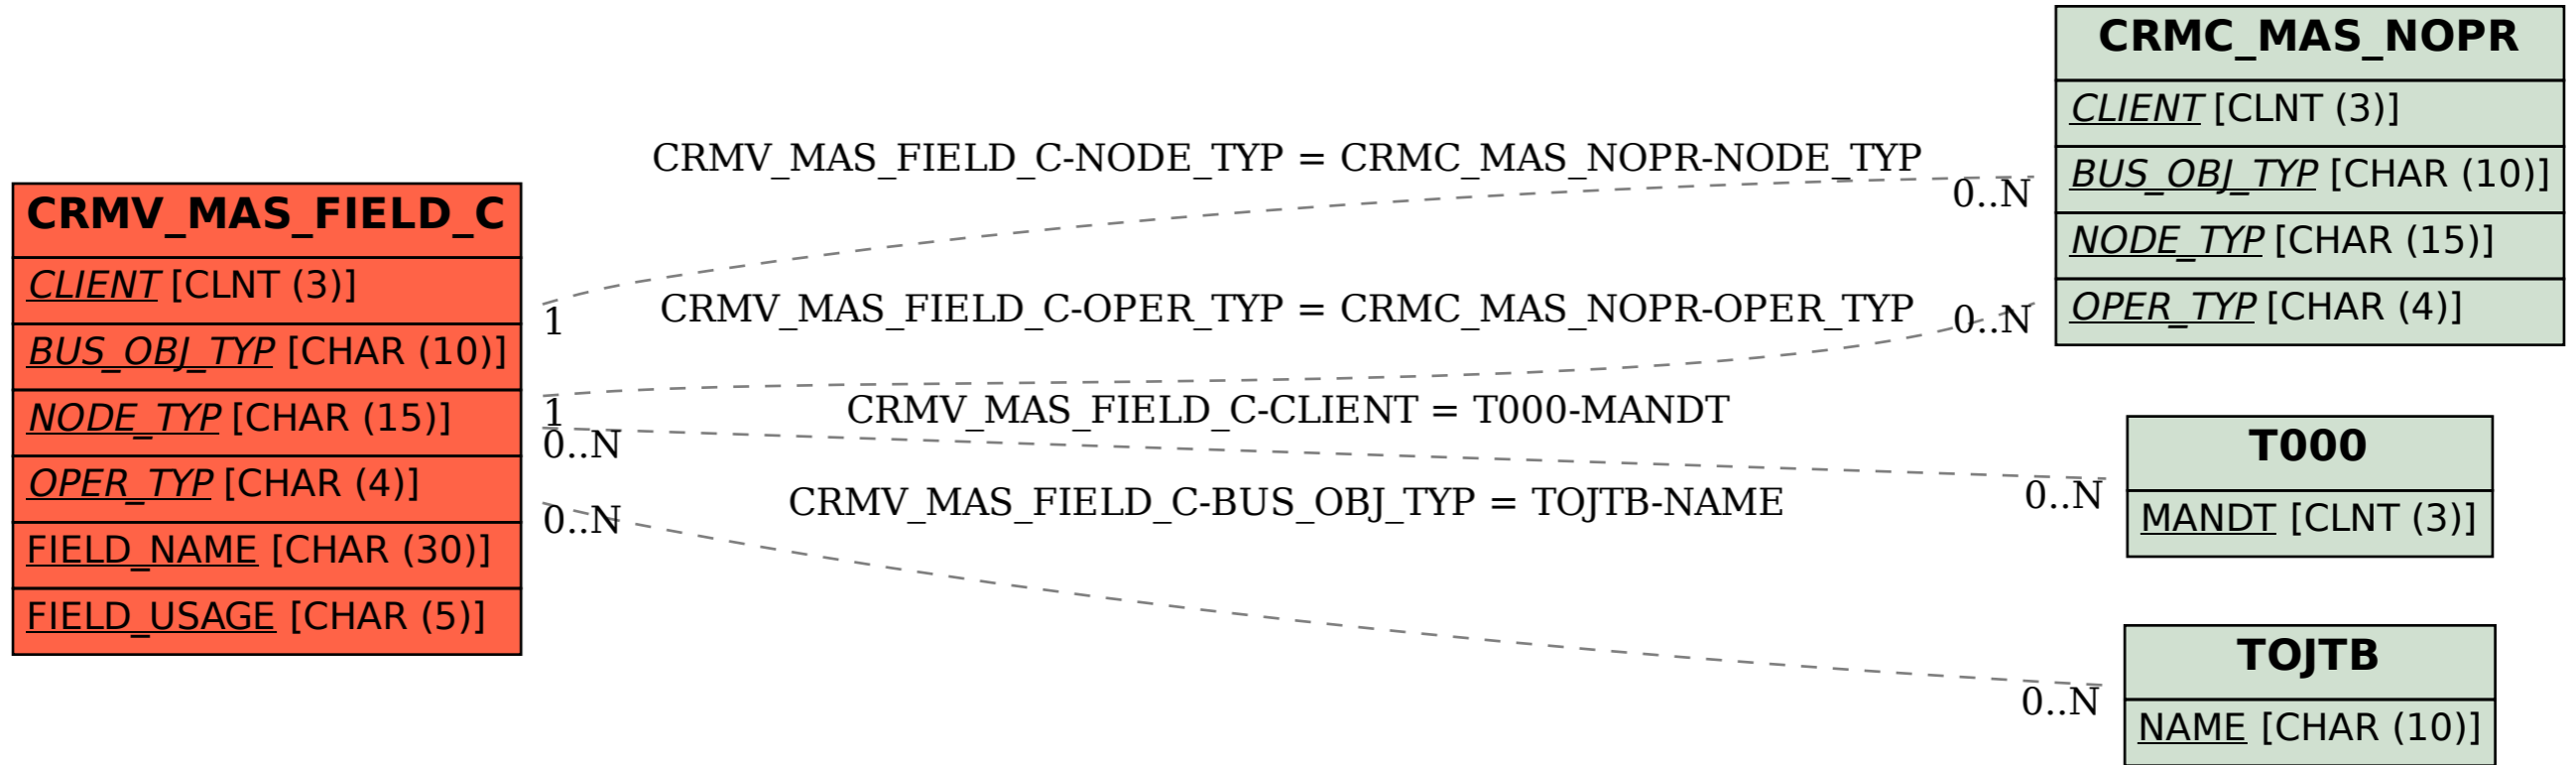 CRMV_MAS_FIELD_C
CLIENT [CLNT (3)]
BUS_OBJ_TYP [CHAR (10)]
NODE_TYP [CHAR (15)]
OPER_TYP [CHAR (4)]
FIELD_NAME [CHAR (30)]
FIELD_USAGE [CHAR (5)]
CRMV_MAS_FIELD_C-NODE_TYP = CRMC_MAS_NOPR-NODE_TYP
0..N
1
CRMV_MAS_FIELD_C-OPER_TYP = CRMC_MAS_NOPR-OPER_TYP
0..N
1
CRMV_MAS_FIELD_C-CLIENT = T000-MANDT
0..N
0..N
CRMV_MAS_FIELD_C-BUS_OBJ_TYP = TOJTB-NAME
0..N
0..N
CRMC_MAS_NOPR
CLIENT [CLNT (3)]
BUS_OBJ_TYP [CHAR (10)]
NODE_TYP [CHAR (15)]
OPER_TYP [CHAR (4)]
T000
MANDT [CLNT (3)]
TOJTB
NAME [CHAR (10)]